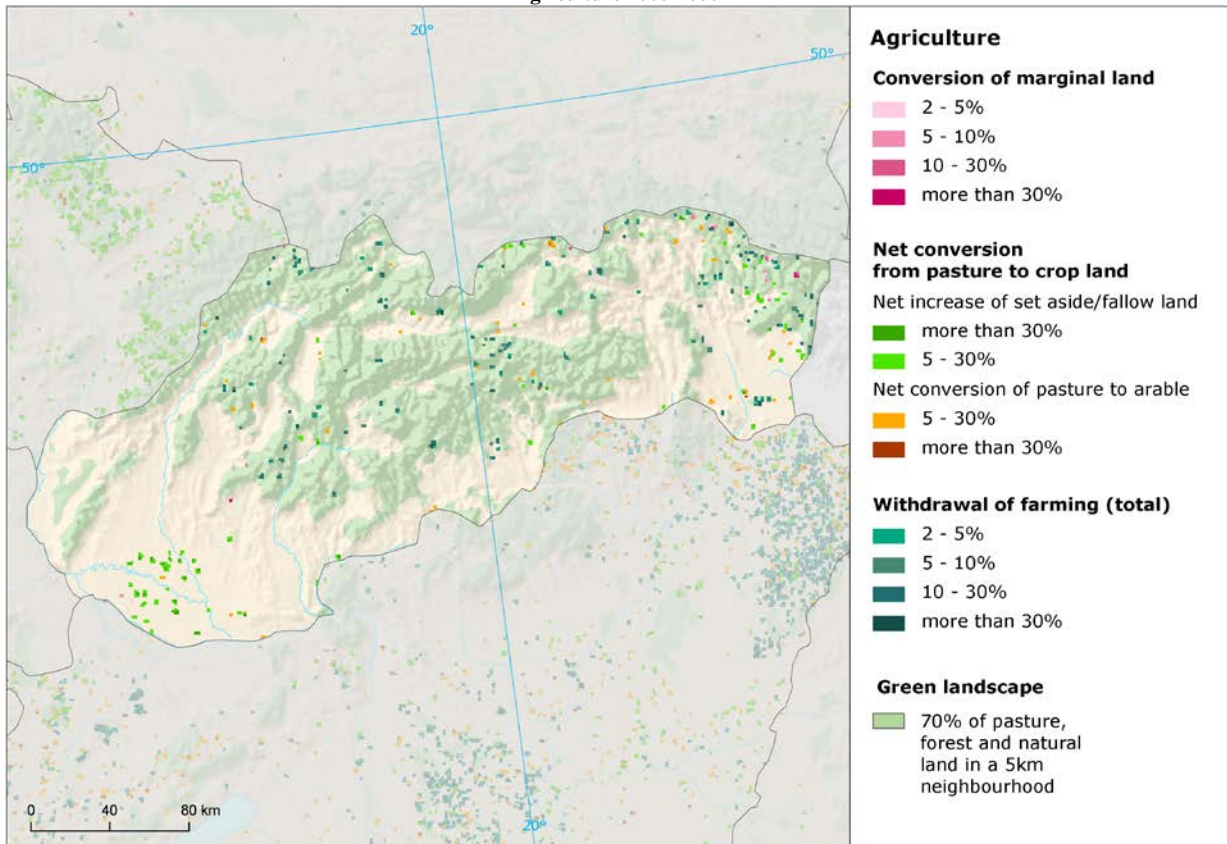 20°
50°
50°
20°
0 40 80 km
Agriculture
Conversion of marginal land
2 - 5%
5 - 10%
10 - 30%
more than 30%
Net conversion
from pasture to crop land
Net increase of set aside/fallow land
more than 30%
5 - 30%
Net conversion of pasture to arable
5 - 30%
more than 30%
Withdrawal of farming (total)
2 - 5%
5 - 10%
10 - 30%
more than 30%
Green landscape
70% of pasture,
forest and natural
land in a 5km
neighbourhood